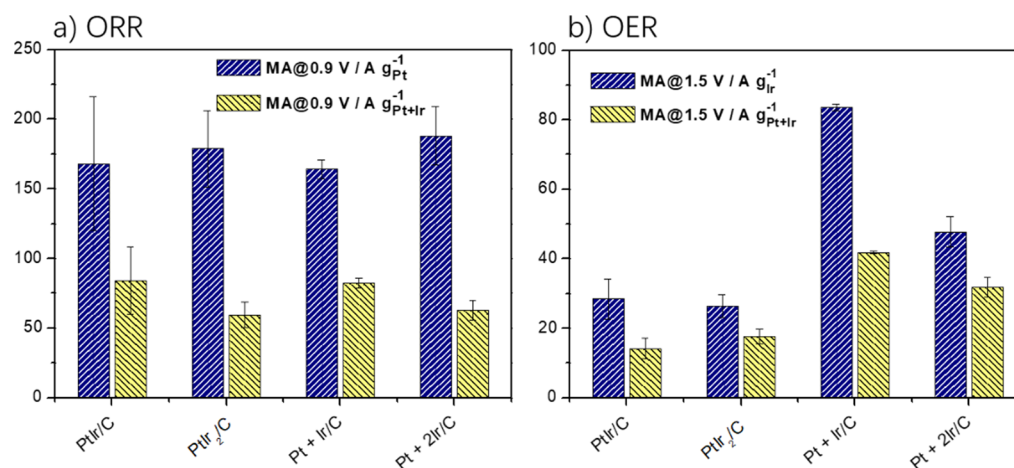 a) ORR
250
200
150
100
50
0
MA@0.9 V / A g⁻¹Pt
MA@0.9 V / A g⁻¹Pt+Ir
PtIr/C
PtIr₂/C
Pt + Ir/C
Pt + 2Ir/C
b) OER
100
80
60
40
20
0
MA@1.5 V / A g⁻¹Ir
MA@1.5 V / A g⁻¹Pt+Ir
PtIr/C
PtIr₂/C
Pt + Ir/C
Pt + 2Ir/C